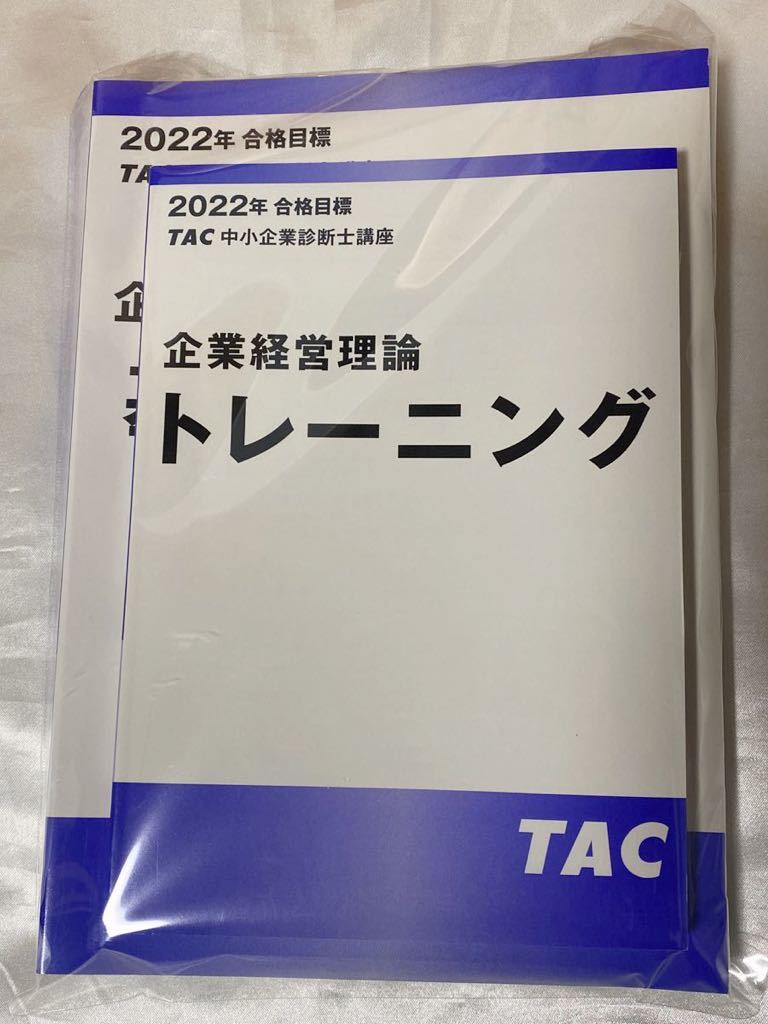 2022年 合格目標
TA
企
2022年 合格目標
TAC 中小企業診断士講座
企業経営理論
トレーニング
TAC